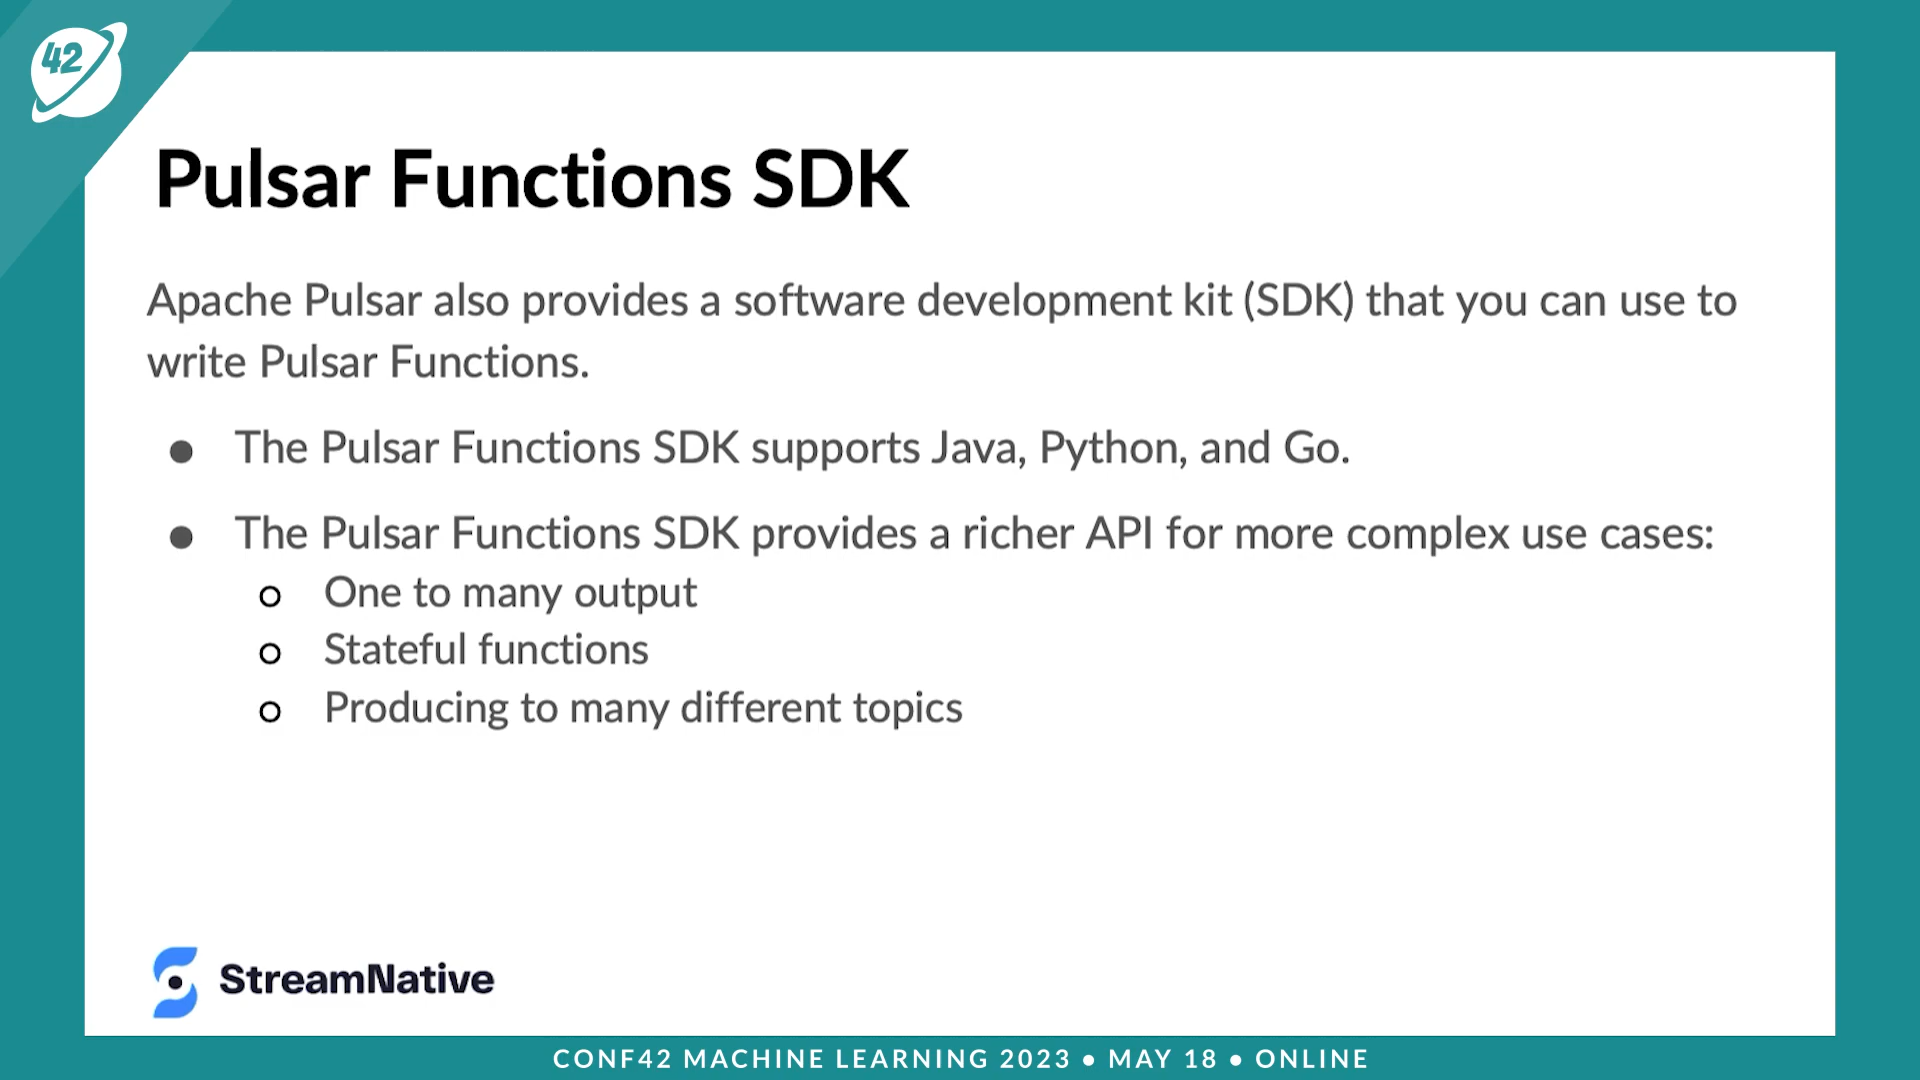 42
Pulsar Functions SDK
Apache Pulsar also provides a software development kit (SDK) that you can use to
write Pulsar Functions.
● The Pulsar Functions SDK supports Java, Python, and Go.
● The Pulsar Functions SDK provides a richer API for more complex use cases:
○ One to many output
○ Stateful functions
○ Producing to many different topics
StreamNative
CONF42 MACHINE LEARNING 2023 ● MAY 18 ● ONLINE